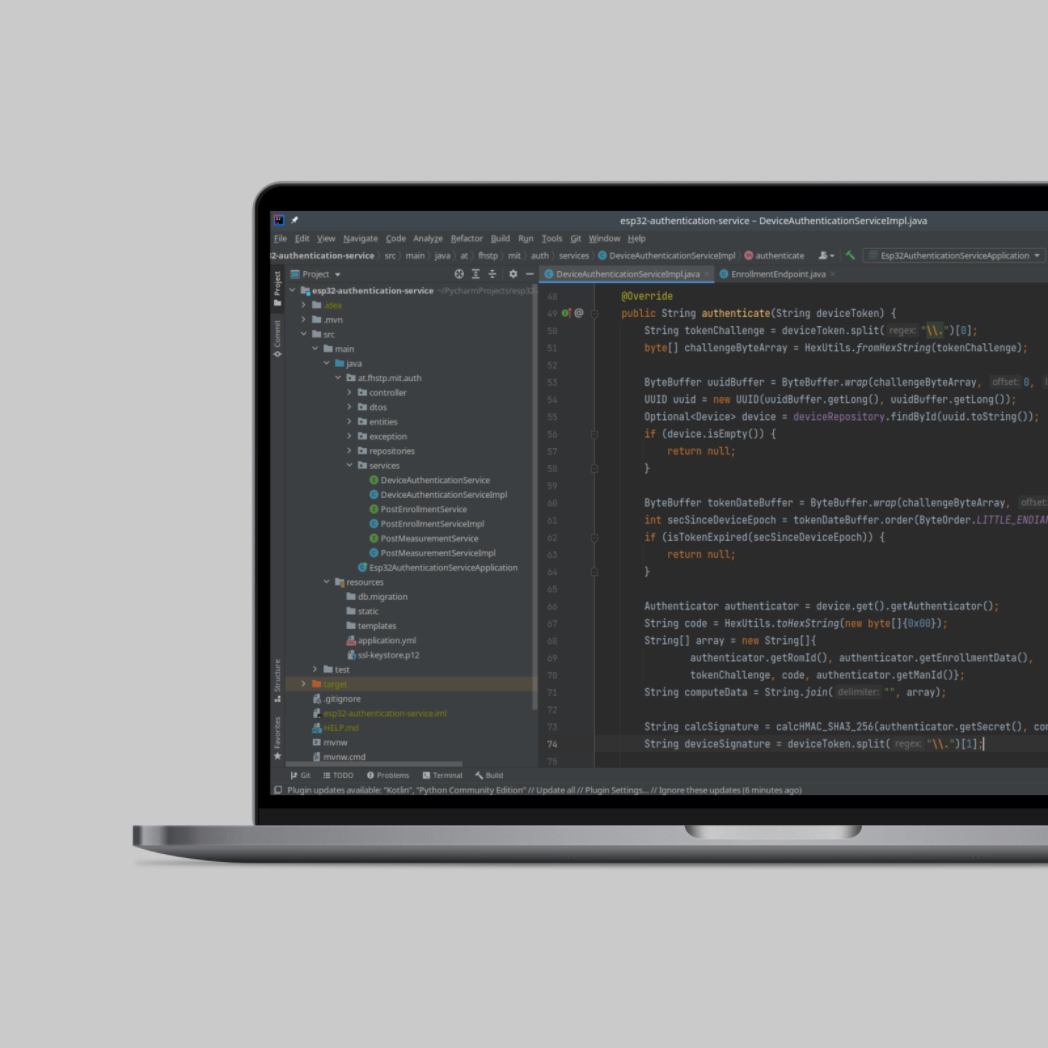 esp32-authentication-service – DeviceAuthenticationServiceImpl.java
File Edit View Navigate Code Analyze Refactor Build Run Tools Git Window Help
2-authentication-service src main java at fhstp mit auth services DeviceAuthenticationServiceImpl authenticate Esp32AuthenticationServiceApplication
Project
DeviceAuthenticationServiceImpl.java
EnrollmentEndpoint.java
Project
Commit
Structure
Favorites
esp32-authentication-service ~/PycharmProjects/esp32
.idea
.mvn
src
main
java
at.fhstp.mit.auth
controller
dtos
entities
exception
repositories
services
DeviceAuthenticationService
DeviceAuthenticationServiceImpl
PostEnrollmentService
PostEnrollmentServiceImpl
PostMeasurementService
PostMeasurementServiceImpl
Esp32AuthenticationServiceApplication
resources
db.migration
static
templates
application.yml
ssl-keystore.p12
test
target
.gitignore
esp32-authentication-service.iml
HELP.md
mvnw
mvnw.cmd
48 @Override
49 public String authenticate(String deviceToken) {
50 String tokenChallenge = deviceToken.split( regex: "\\.")[0];
51 byte[] challengeByteArray = HexUtils.fromHexString(tokenChallenge);
52
53 ByteBuffer uuidBuffer = ByteBuffer.wrap(challengeByteArray, offset: 0,
54 UUID uuid = new UUID(uuidBuffer.getLong(), uuidBuffer.getLong());
55 Optional<Device> device = deviceRepository.findById(uuid.toString());
56 if (device.isEmpty()) {
57 return null;
58 }
59
60 ByteBuffer tokenDateBuffer = ByteBuffer.wrap(challengeByteArray, offset:
61 int secSinceDeviceEpoch = tokenDateBuffer.order(ByteOrder.LITTLE_ENDIAN
62 if (isTokenExpired(secSinceDeviceEpoch)) {
63 return null;
64 }
65
66 Authenticator authenticator = device.get().getAuthenticator();
67 String code = HexUtils.toHexString(new byte[]{0x00});
68 String[] array = new String[]{
69 authenticator.getRomId(), authenticator.getEnrollmentData(),
70 tokenChallenge, code, authenticator.getManId()};
71 String computeData = String.join( delimiter: "", array);
72
73 String calcSignature = calcHMAC_SHA3_256(authenticator.getSecret(), co
74 String deviceSignature = deviceToken.split( regex: "\\.")[1];
75
Git TODO Problems Terminal Build
Plugin updates available: "Kotlin", "Python Community Edition" // Update all // Plugin Settings... // Ignore these updates (6 minutes ago)